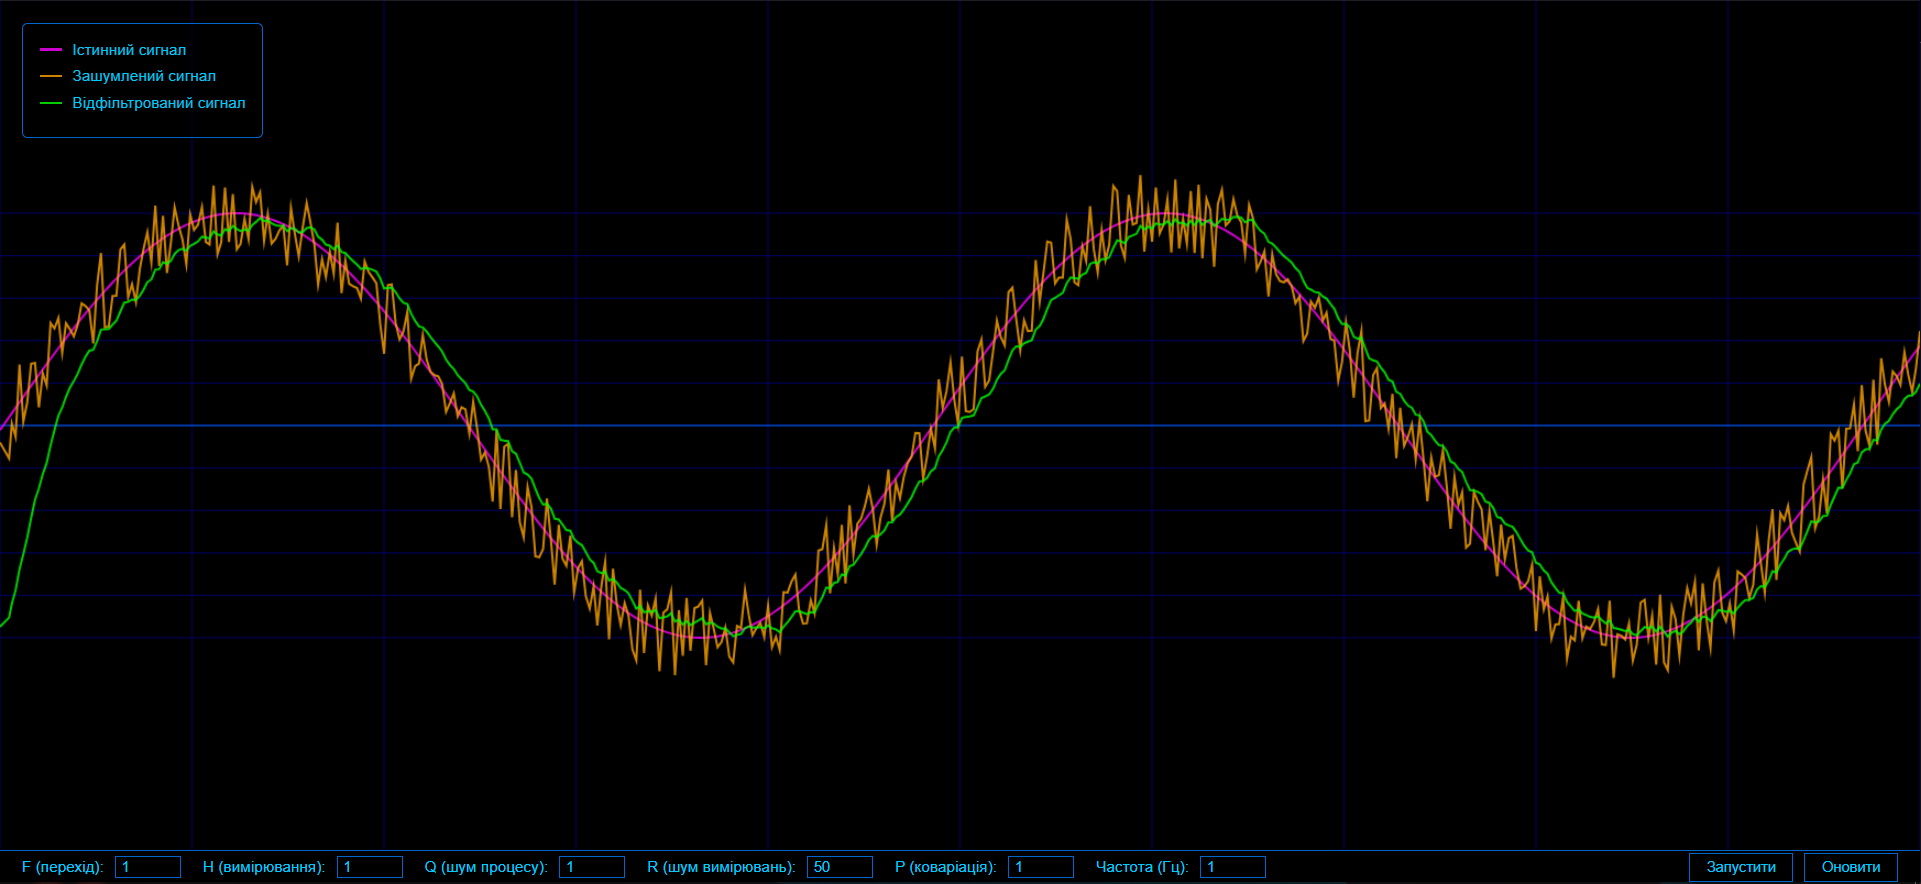 Істинний сигнал
Зашумлений сигнал
Відфільтрований сигнал
F (перехід): 1 H (вимірювання): 1 Q (шум процесу): 1 R (шум вимірювань): 50 P (коваріація): 1 Частота (Гц): 1 Запустити Оновити